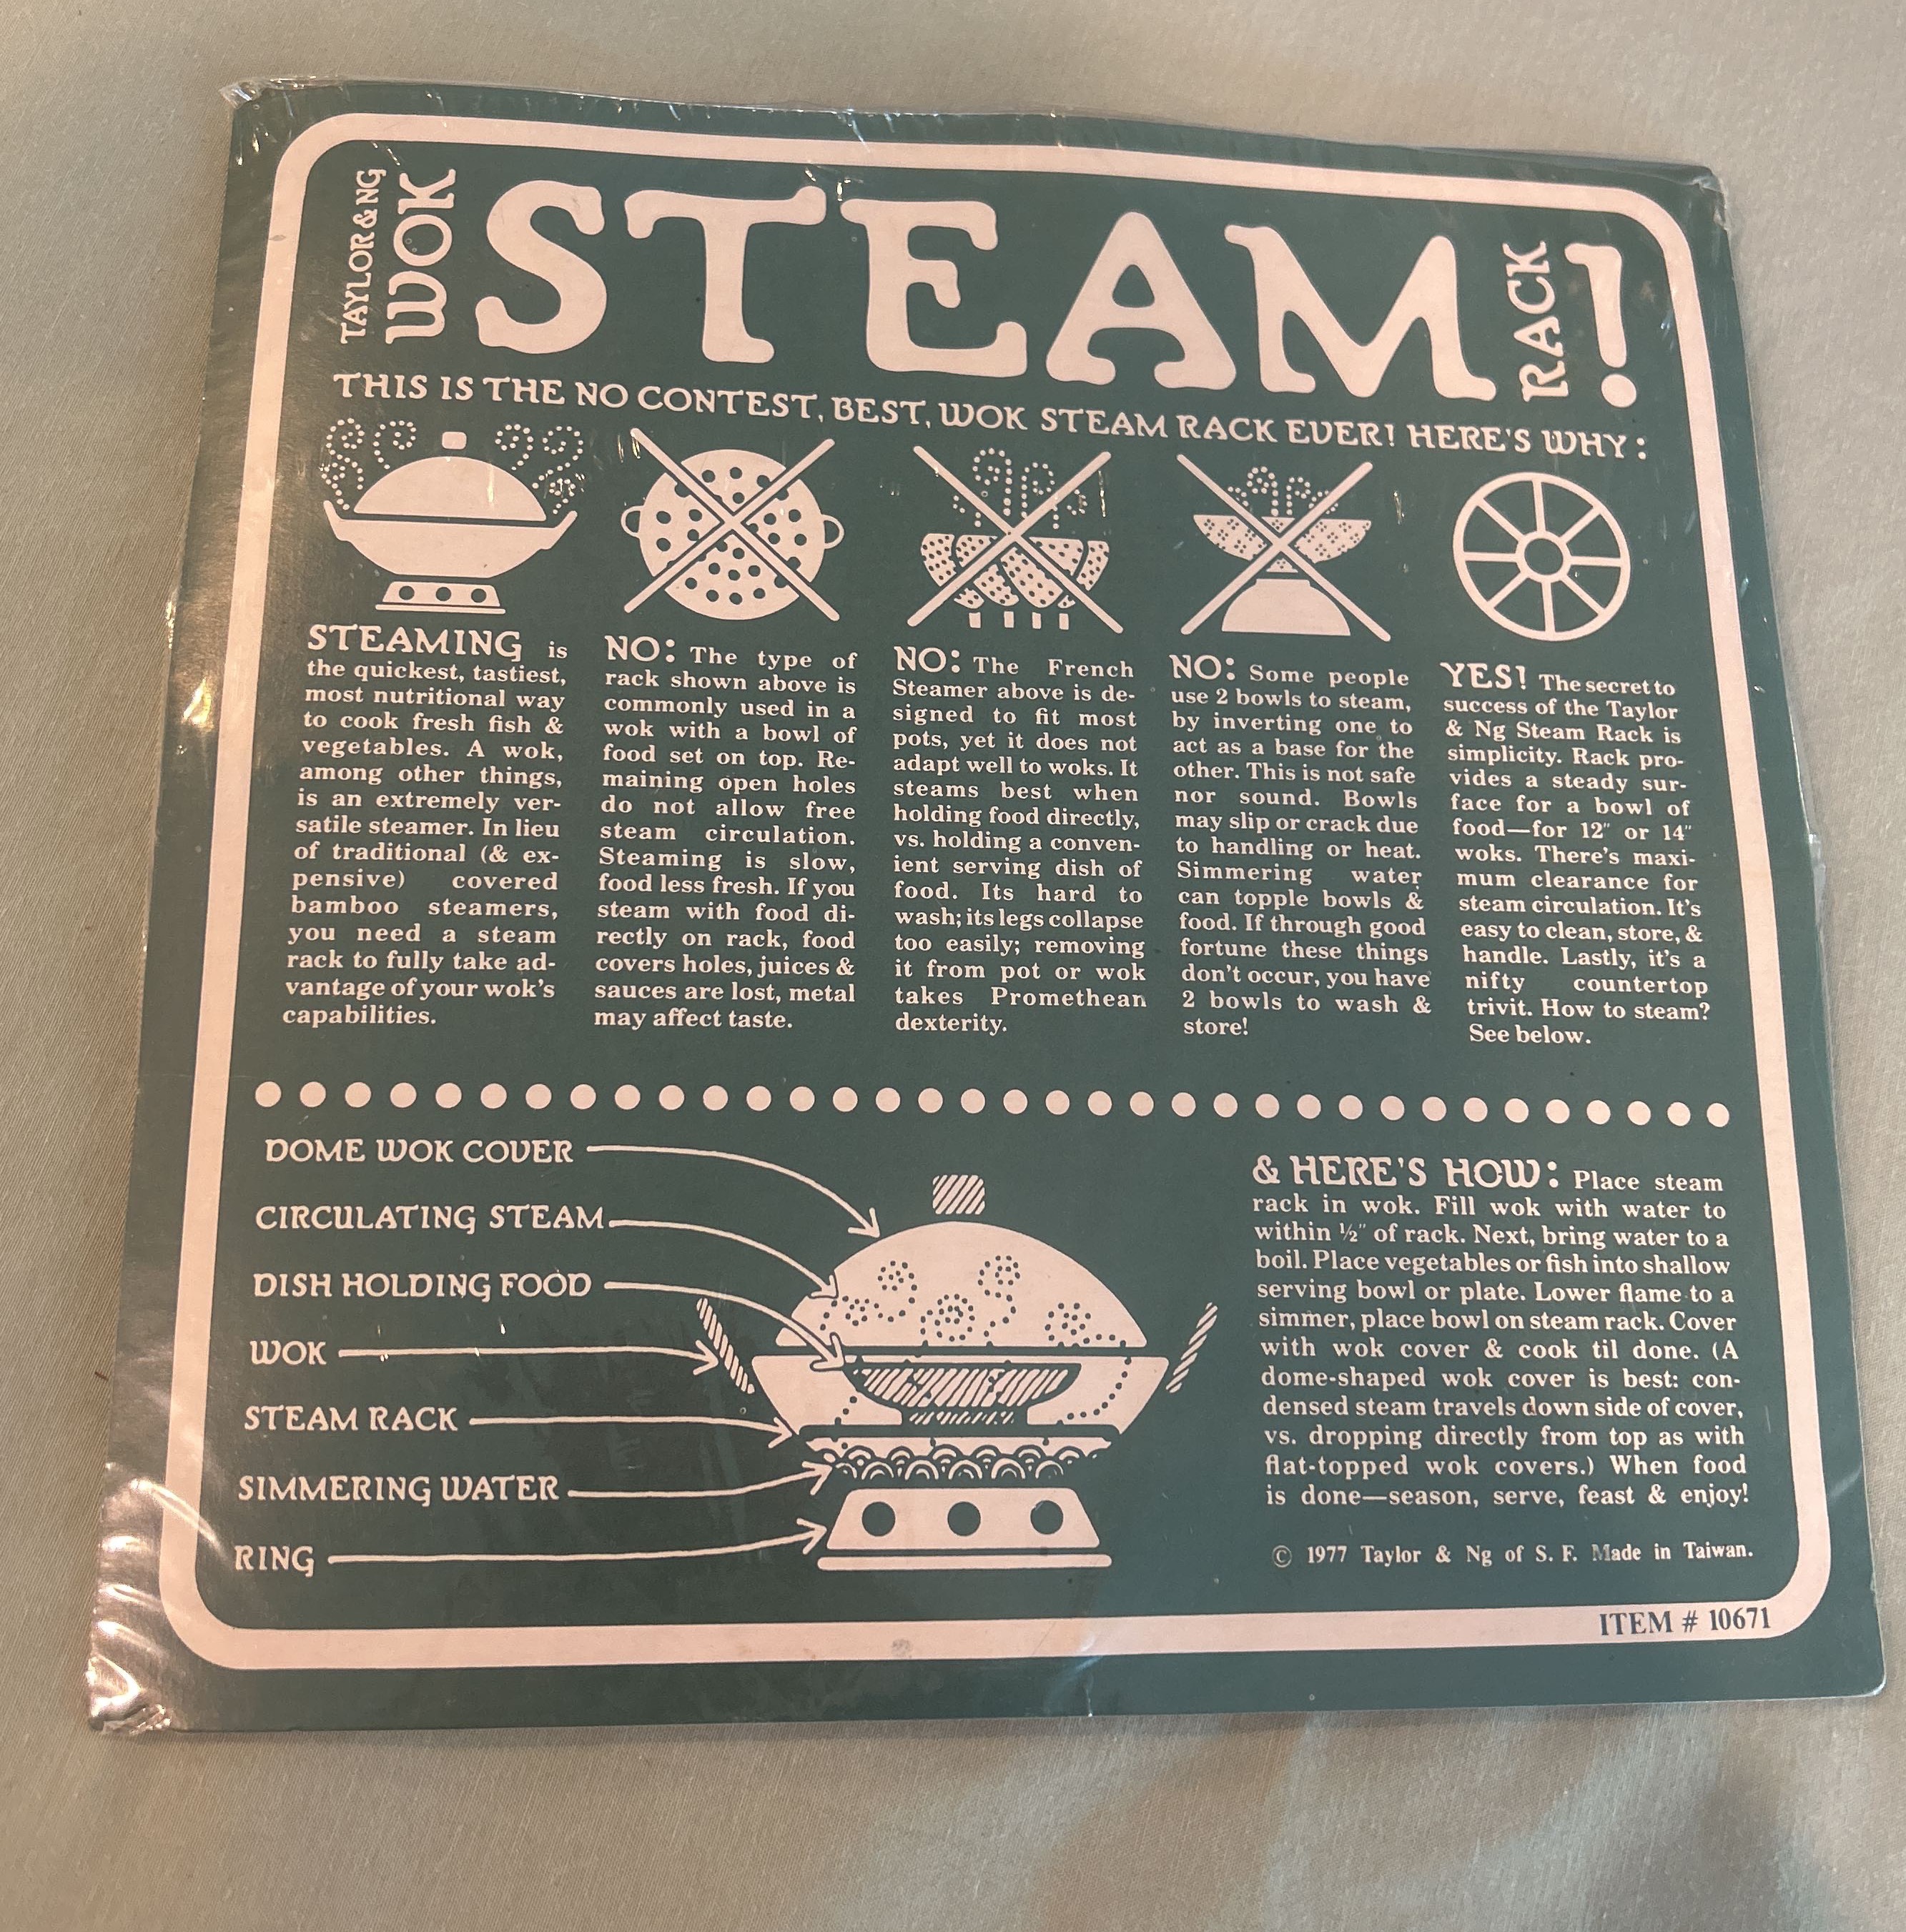 TAYLOR & NG
WOK
STEAM
RACK
!
THIS IS THE NO CONTEST, BEST, WOK STEAM RACK EVER! HERE'S WHY:
STEAMING is
the quickest, tastiest,
most nutritional way
to cook fresh fish &
vegetables. A wok,
among other things,
is an extremely ver-
satile steamer. In lieu
of traditional (& ex-
pensive) covered
bamboo steamers,
you need a steam
rack to fully take ad-
vantage of your wok's
capabilities.
NO: The type of
rack shown above is
commonly used in a
wok with a bowl of
food set on top. Re-
maining open holes
do not allow free
steam circulation.
Steaming is slow,
food less fresh. If you
steam with food di-
rectly on rack, food
covers holes, juices &
sauces are lost, metal
may affect taste.
NO: The French
Steamer above is de-
signed to fit most
pots, yet it does not
adapt well to woks. It
steams best when
holding food directly,
vs. holding a conven-
ient serving dish of
food. Its hard to
wash; its legs collapse
too easily; removing
it from pot or wok
takes Promethean
dexterity.
NO: Some people
use 2 bowls to steam,
by inverting one to
act as a base for the
other. This is not safe
nor sound. Bowls
may slip or crack due
to handling or heat.
Simmering water
can topple bowls &
food. If through good
fortune these things
don't occur, you have
2 bowls to wash &
store!
YES! The secret to
success of the Taylor
& Ng Steam Rack is
simplicity. Rack pro-
vides a steady sur-
face for a bowl of
food—for 12" or 14"
woks. There's maxi-
mum clearance for
steam circulation. It's
easy to clean, store, &
handle. Lastly, it's a
nifty countertop
trivit. How to steam?
See below.
DOME WOK COVER
CIRCULATING STEAM
DISH HOLDING FOOD
WOK
STEAM RACK
SIMMERING WATER
RING
& HERE'S HOW: Place steam
rack in wok. Fill wok with water to
within ½" of rack. Next, bring water to a
boil. Place vegetables or fish into shallow
serving bowl or plate. Lower flame to a
simmer, place bowl on steam rack. Cover
with wok cover & cook til done. (A
dome-shaped wok cover is best: con-
densed steam travels down side of cover,
vs. dropping directly from top as with
flat-topped wok covers.) When food
is done—season, serve, feast & enjoy!
© 1977 Taylor & Ng of S. F. Made in Taiwan.
ITEM # 10671